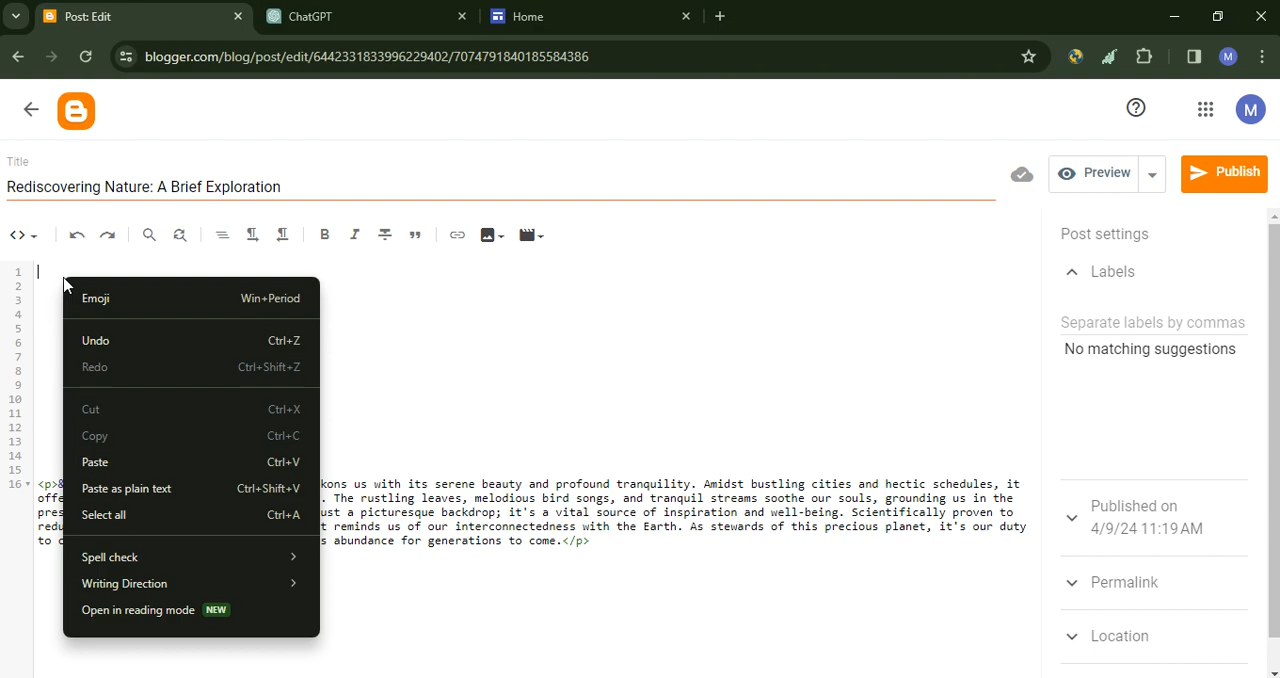 Post: Edit
ChatGPT
Home
blogger.com/blog/post/edit/6442331833996229402/7074791840185584386
M
M
Title
Rediscovering Nature: A Brief Exploration
Preview
Publish
Post settings
Labels
Separate labels by commas
No matching suggestions
Published on
4/9/24 11:19 AM
Permalink
Location
1
2
3
4
5
6
7
8
9
10
11
12
13
14
15
16 <p>& kons us with its serene beauty and profound tranquility. Amidst bustling cities and hectic schedules, it
offe . The rustling leaves, melodious bird songs, and tranquil streams soothe our souls, grounding us in the
pres ust a picturesque backdrop; it's a vital source of inspiration and well-being. Scientifically proven to
redu t reminds us of our interconnectedness with the Earth. As stewards of this precious planet, it's our duty
to c s abundance for generations to come.</p>
Emoji Win+Period
Undo Ctrl+Z
Redo Ctrl+Shift+Z
Cut Ctrl+X
Copy Ctrl+C
Paste Ctrl+V
Paste as plain text Ctrl+Shift+V
Select all Ctrl+A
Spell check
Writing Direction
Open in reading mode NEW